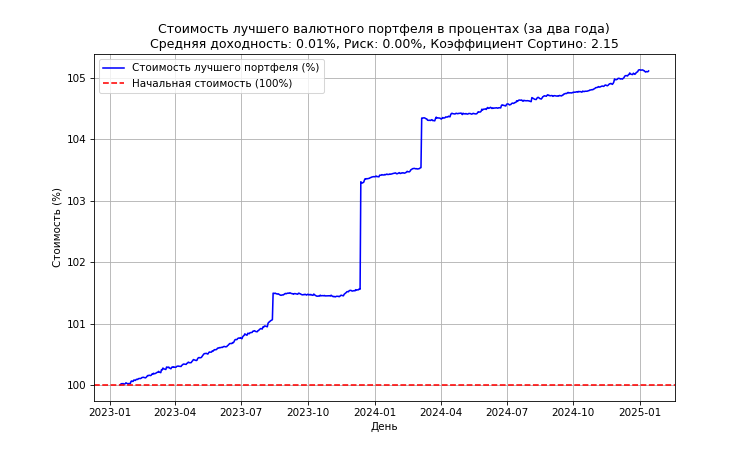 Стоимость лучшего валютного портфеля в процентах (за два года)
Средняя доходность: 0.01%, Риск: 0.00%, Коэффициент Сортино: 2.15
Стоимость лучшего портфеля (%)
Начальная стоимость (100%)
Стоимость (%)
105
104
103
102
101
100
2023-01 2023-04 2023-07 2023-10 2024-01 2024-04 2024-07 2024-10 2025-01
День